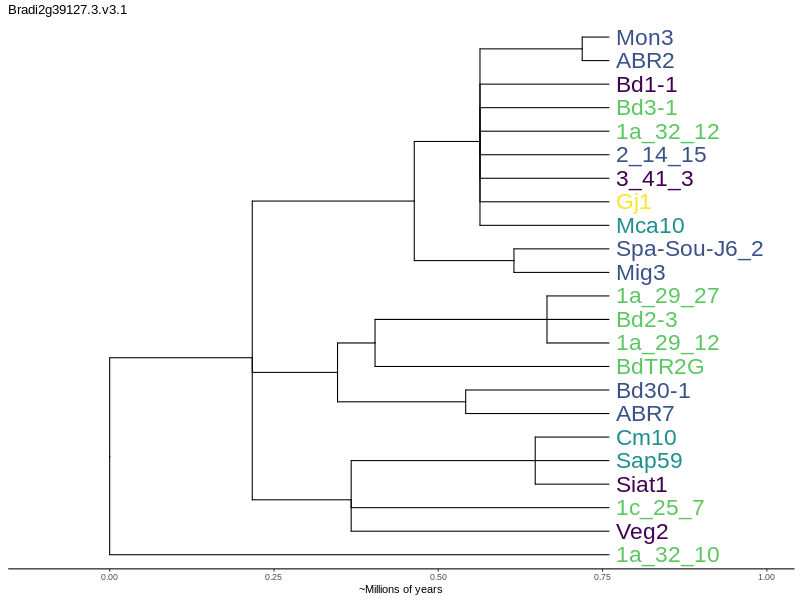 Bradi2g39127.3.v3.1
Mon3
ABR2
Bd1-1
Bd3-1
1a_32_12
2_14_15
3_41_3
Gj1
Mca10
Spa-Sou-J6_2
Mig3
1a_29_27
Bd2-3
1a_29_12
BdTR2G
Bd30-1
ABR7
Cm10
Sap59
Siat1
1c_25_7
Veg2
1a_32_10
0.00 0.25 0.50 0.75 1.00
~Millions of years